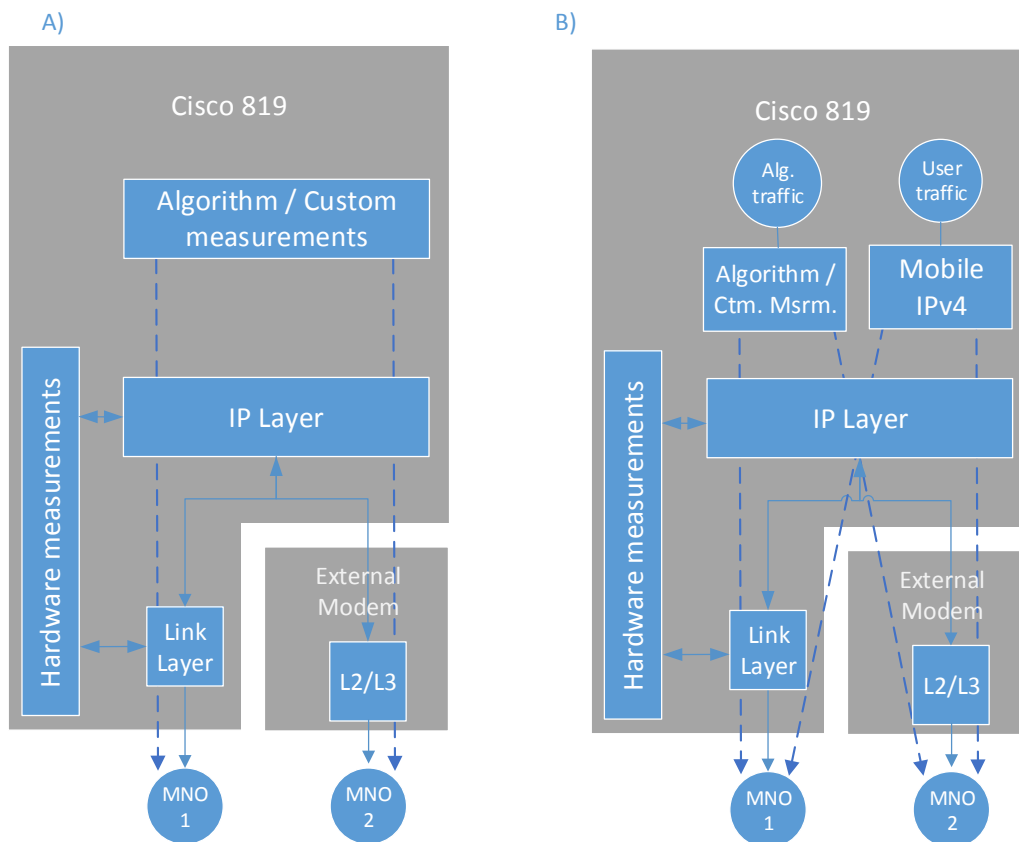 A)
Cisco 819
Algorithm / Custom
measurements
Hardware measurements
IP Layer
External
Modem
Link
Layer
L2/L3
MNO
1
MNO
2
B)
Cisco 819
Alg.
traffic
User
traffic
Algorithm /
Ctm. Msrm.
Mobile
IPv4
Hardware measurements
IP Layer
External
Modem
Link
Layer
L2/L3
MNO
1
MNO
2